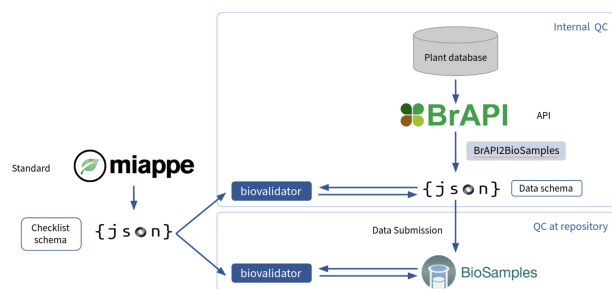 Internal QC
Plant database
BrAPI
API
BrAPI2BioSamples
Standard
miappe
biovalidator
{json}
Data schema
Checklist
schema
{json}
Data Submission
QC at repository
biovalidator
BioSamples